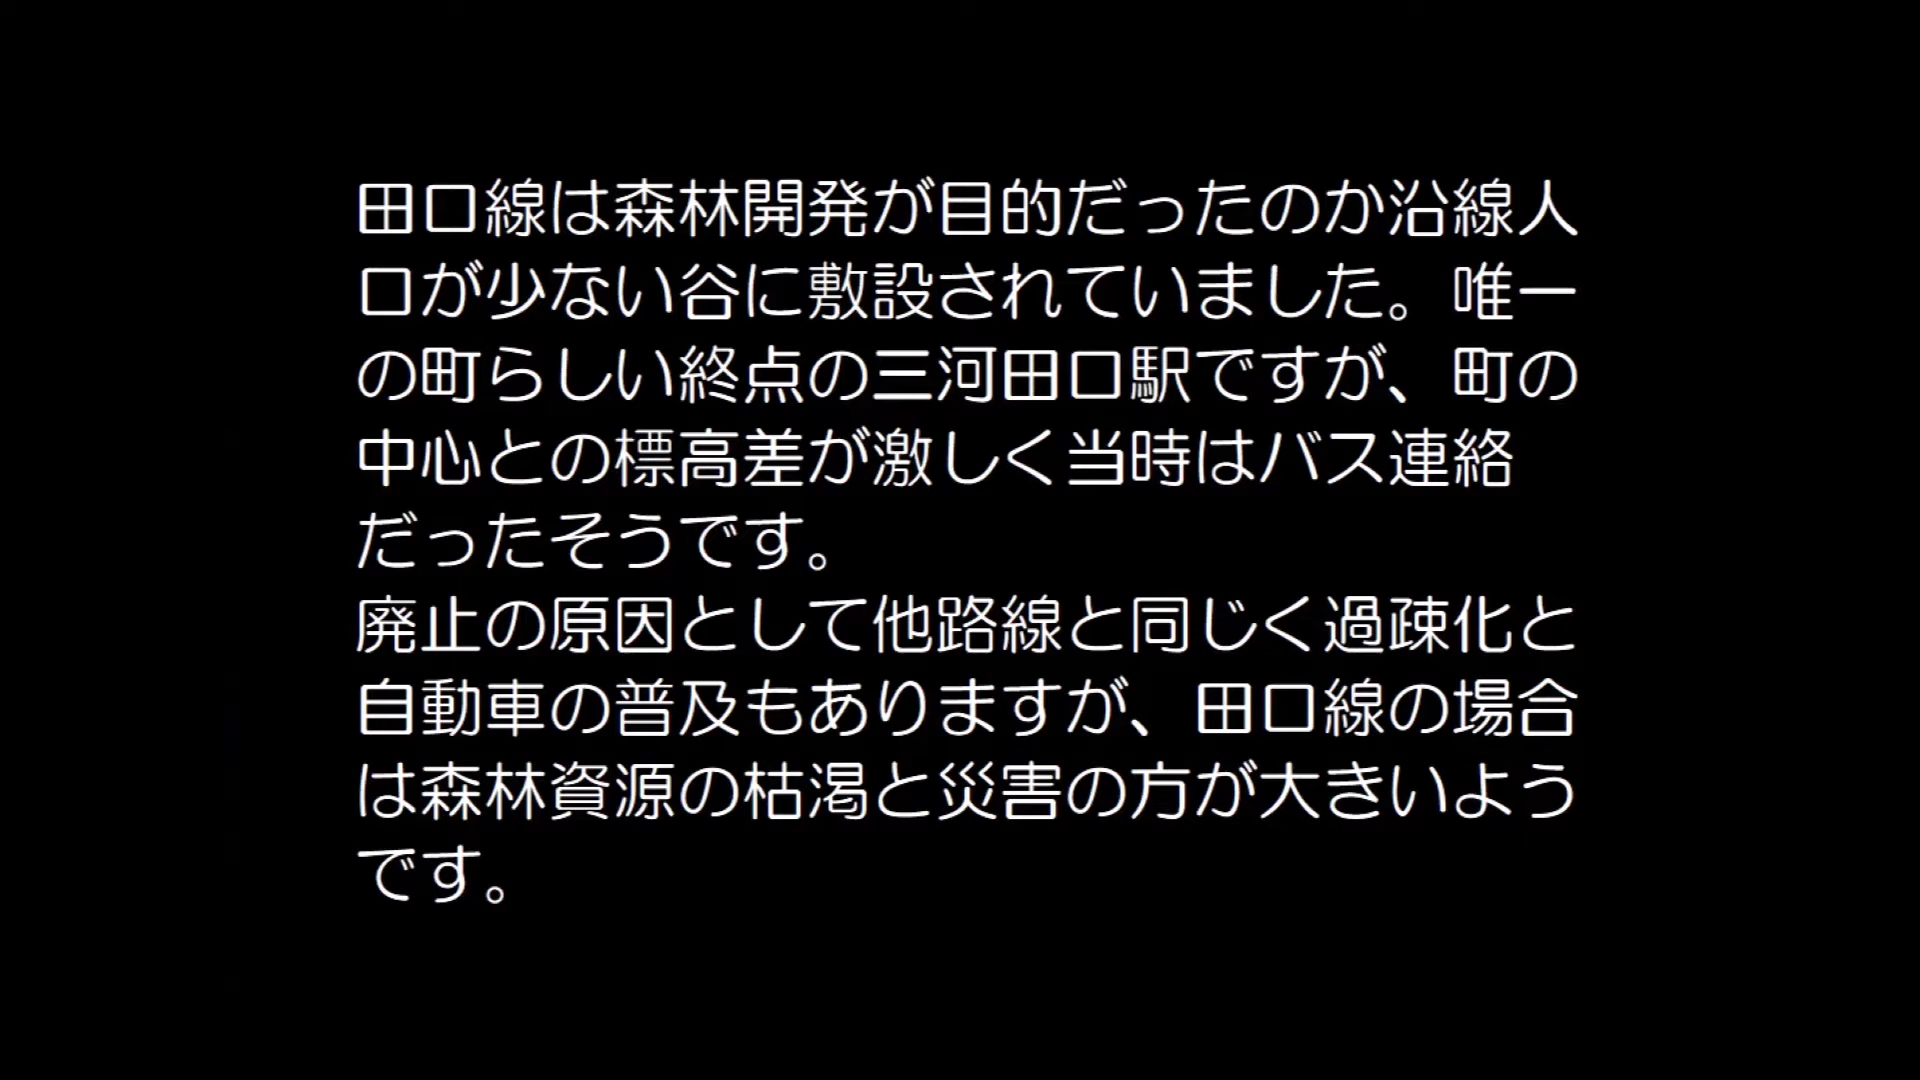 田口線は森林開発が目的だったのか沿線人
口が少ない谷に敷設されていました。唯一
の町らしい終点の三河田口駅ですが、町の
中心との標高差が激しく当時はバス連絡
だったそうです。
廃止の原因として他路線と同じく過疎化と
自動車の普及もありますが、田口線の場合
は森林資源の枯渇と災害の方が大きいよう
です。